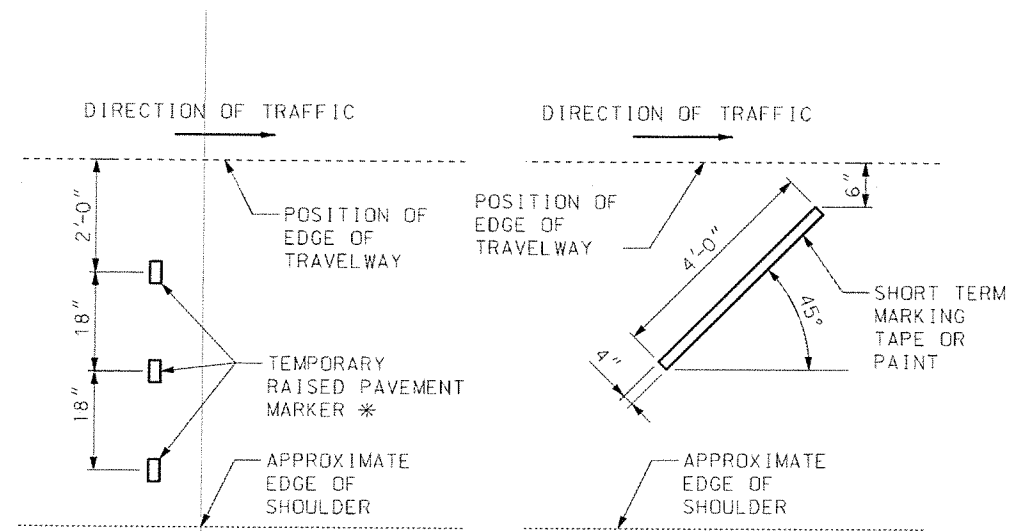 DIRECTION OF TRAFFIC
2'-0"
POSITION OF
EDGE OF
TRAVELWAY
18"
18"
TEMPORARY
RAISED PAVEMENT
MARKER *
APPROXIMATE
EDGE OF
SHOULDER
DIRECTION OF TRAFFIC
6"
POSITION OF
EDGE OF
TRAVELWAY
4'-0"
SHORT TERM
MARKING
TAPE OR
PAINT
45°
4"
APPROXIMATE
EDGE OF
SHOULDER